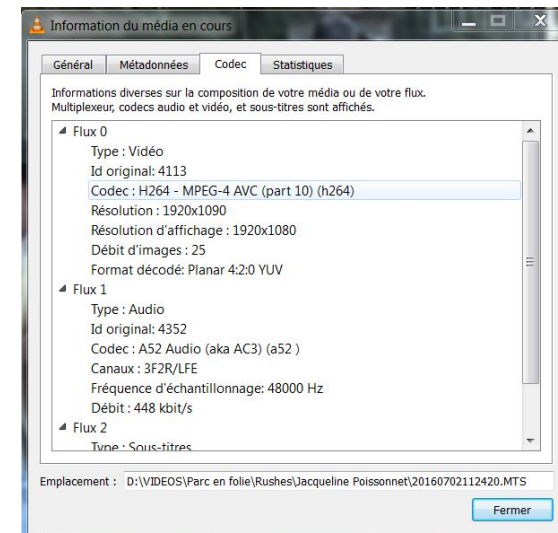 Information du média en cours
Général Métadonnées Codec Statistiques
Informations diverses sur la composition de votre média ou de votre flux.
Multiplexeur, codecs audio et vidéo, et sous-titres sont affichés.
Flux 0
Type : Vidéo
Id original: 4113
Codec : H264 - MPEG-4 AVC (part 10) (h264)
Résolution : 1920x1090
Résolution d'affichage : 1920x1080
Débit d'images : 25
Format décodé: Planar 4:2:0 YUV
Flux 1
Type : Audio
Id original: 4352
Codec : A52 Audio (aka AC3) (a52 )
Canaux : 3F2R/LFE
Fréquence d'échantillonnage: 48000 Hz
Débit : 448 kbit/s
Flux 2
Type : Sous-titres
Emplacement : D:\VIDEOS\Parc en folie\Rushes\Jacqueline Poissonnet\20160702112420.MTS
Fermer